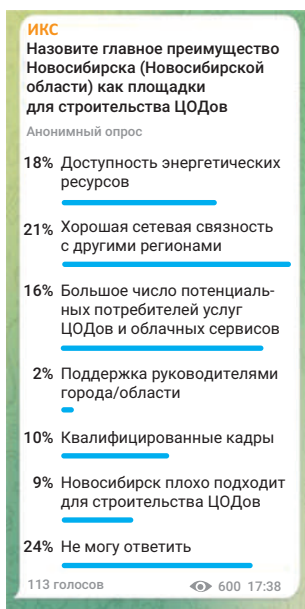 ИКС
Назовите главное преимущество
Новосибирска (Новосибирской
области) как площадки
для строительства ЦОДов
Анонимный опрос
18% Доступность энергетических
ресурсов
21% Хорошая сетевая связность
с другими регионами
16% Большое число потенциаль-
ных потребителей услуг
ЦОДов и облачных сервисов
2% Поддержка руководителями
города/области
10% Квалифицированные кадры
9% Новосибирск плохо подходит
для строительства ЦОДов
24% Не могу ответить
113 голосов 600 17:38